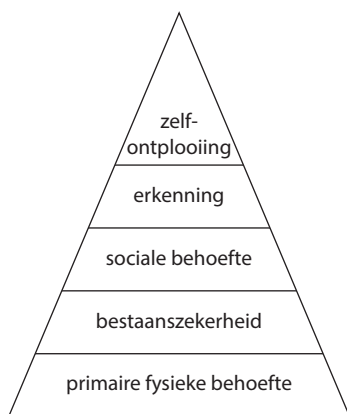 zelf-
ontplooiing
erkenning
sociale behoefte
bestaanszekerheid
primaire fysieke behoefte